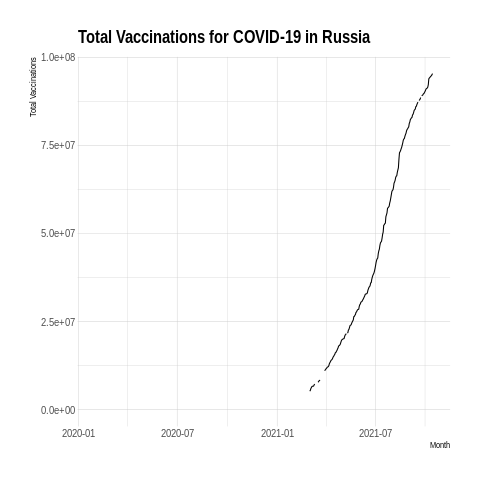 Total Vaccinations for COVID-19 in Russia
Total Vaccinations
1.0e+08
7.5e+07
5.0e+07
2.5e+07
0.0e+00
2020-01 2020-07 2021-01 2021-07
Month